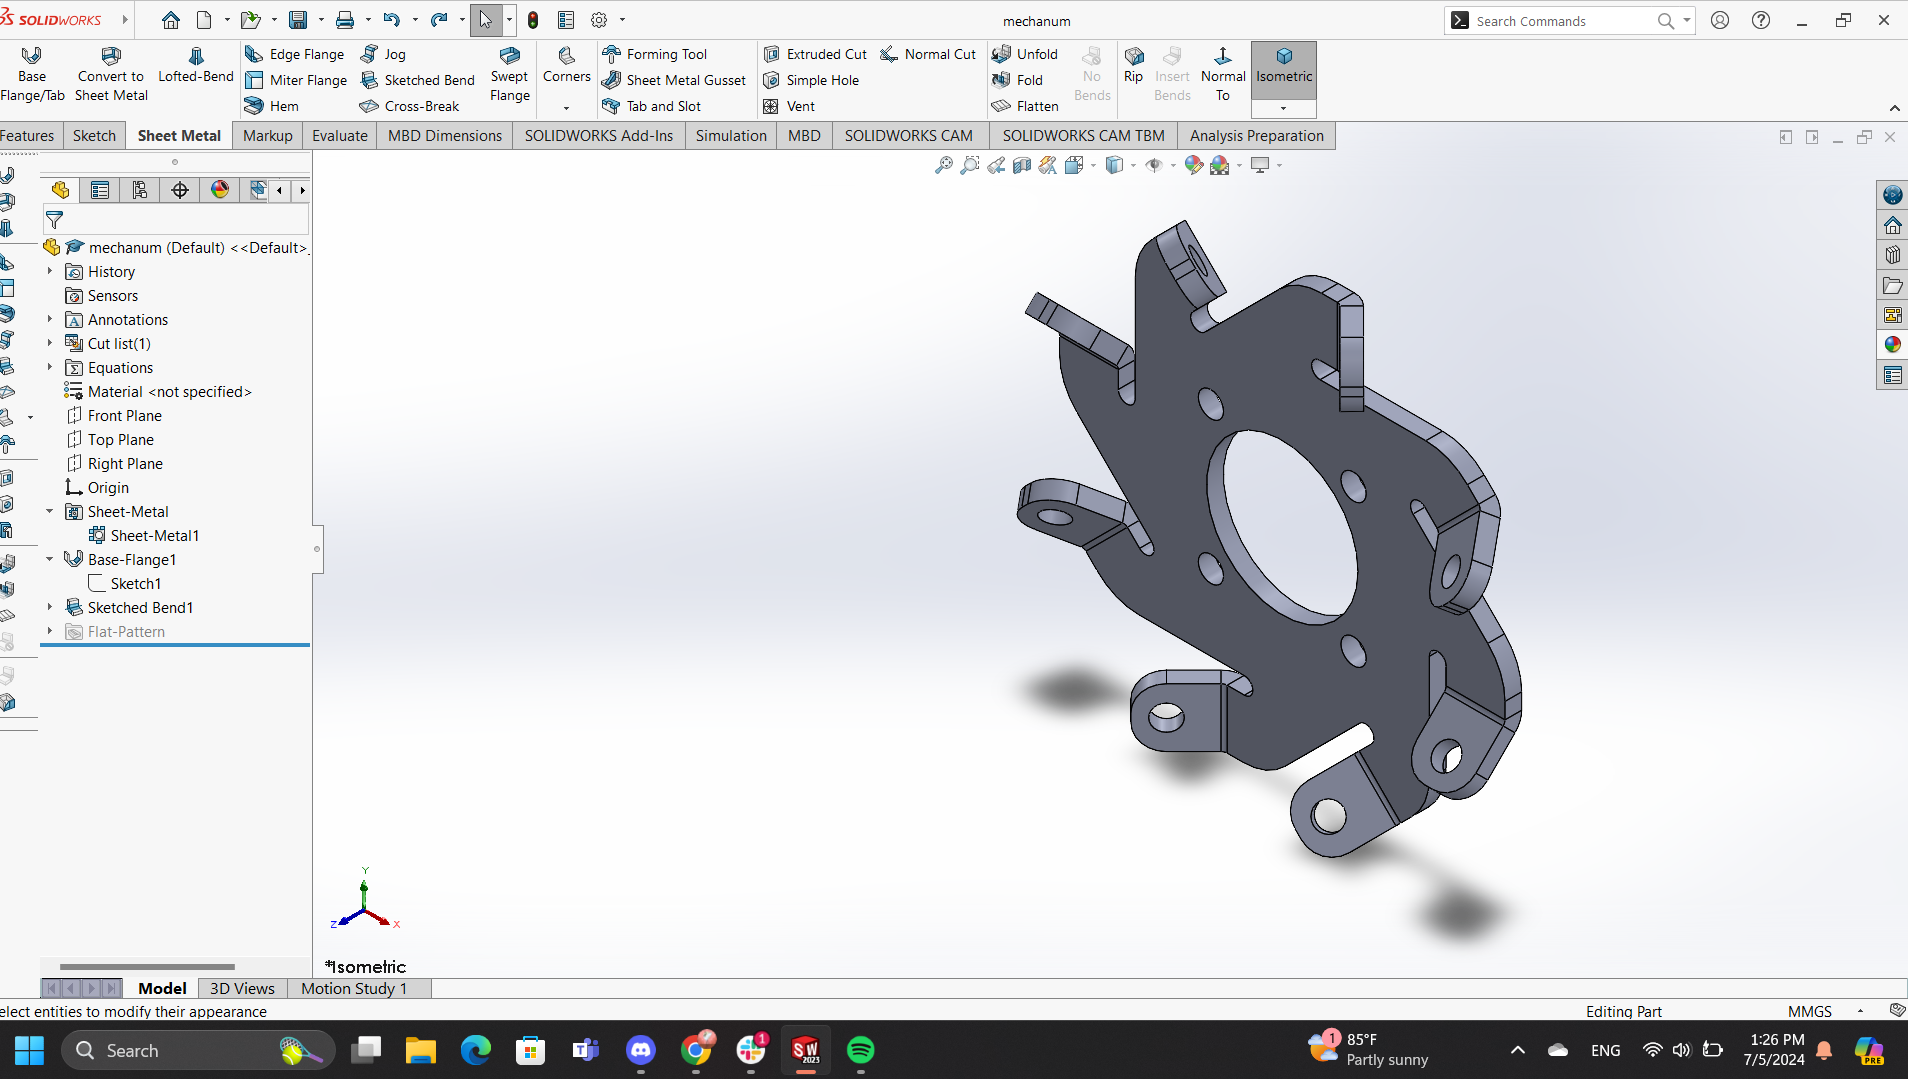 SOLIDWORKS
mechanum
Search Commands
Base Flange/Tab
Convert to Sheet Metal
Lofted-Bend
Edge Flange
Miter Flange
Hem
Jog
Sketched Bend
Cross-Break
Swept Flange
Corners
Forming Tool
Sheet Metal Gusset
Tab and Slot
Extruded Cut
Simple Hole
Vent
Normal Cut
Unfold
Fold
Flatten
No Bends
Rip
Insert Bends
Normal To
Isometric
Features
Sketch
Sheet Metal
Markup
Evaluate
MBD Dimensions
SOLIDWORKS Add-Ins
Simulation
MBD
SOLIDWORKS CAM
SOLIDWORKS CAM TBM
Analysis Preparation
mechanum (Default) <<Default>.
History
Sensors
Annotations
Cut list(1)
Equations
Material <not specified>
Front Plane
Top Plane
Right Plane
Origin
Sheet-Metal
Sheet-Metal1
Base-Flange1
Sketch1
Sketched Bend1
Flat-Pattern
Y
Z
X
*Isometric
Model
3D Views
Motion Study 1
elect entities to modify their appearance
Editing Part
MMGS
Search
1
SW
2023
1
85°F
Partly sunny
ENG
1:26 PM
7/5/2024
PRE